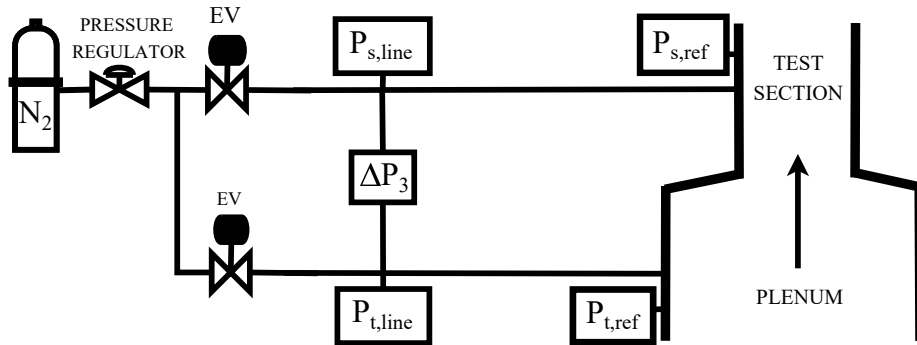 EV
PRESSURE
REGULATOR
P_s,line
P_s,ref
TEST
SECTION
N_2
ΔP_3
EV
P_t,line
P_t,ref
PLENUM